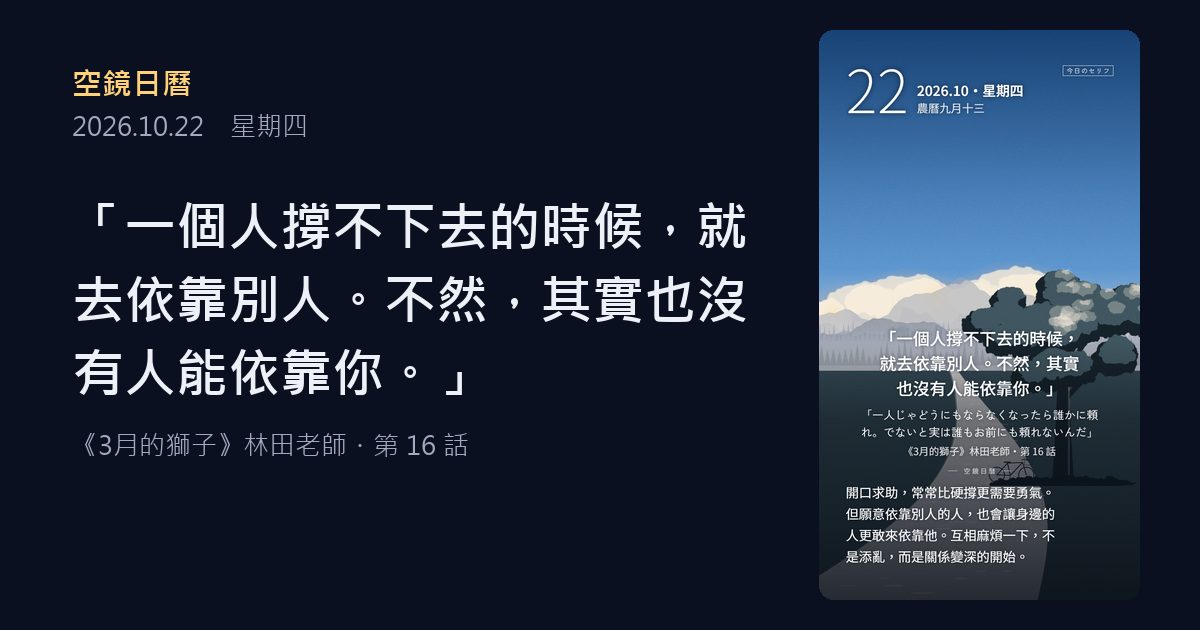 空鏡日曆
2026.10.22　星期四
「一個人撐不下去的時候，就
去依靠別人。不然，其實也沒
有人能依靠你。」
《3月的獅子》林田老師．第 16 話
22
2026.10・星期四
農曆九月十三
今日のセリフ
「一個人撐不下去的時候，
就去依靠別人。不然，其實
也沒有人能依靠你。」
「一人じゃどうにもならなくなったら誰かに頼
れ。でないと実は誰もお前にも頼れないんだ」
《3月的獅子》林田老師・第 16 話
— 空鏡日曆
開口求助，常常比硬撐更需要勇氣。
但願意依靠別人的人，也會讓身邊的
人更敢來依靠他。互相麻煩一下，不
是添亂，而是關係變深的開始。